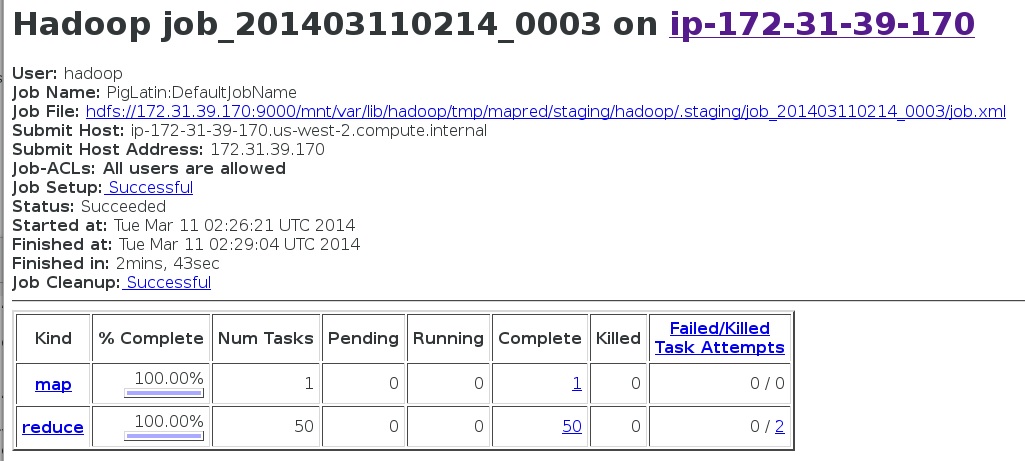 Hadoop job_201403110214_0003 on ip-172-31-39-170
User: hadoop
Job Name: PigLatin:DefaultJobName
Job File: hdfs://172.31.39.170:9000/mnt/var/lib/hadoop/tmp/mapred/staging/hadoop/.staging/job_201403110214_0003/job.xml
Submit Host: ip-172-31-39-170.us-west-2.compute.internal
Submit Host Address: 172.31.39.170
Job-ACLs: All users are allowed
Job Setup: Successful
Status: Succeeded
Started at: Tue Mar 11 02:26:21 UTC 2014
Finished at: Tue Mar 11 02:29:04 UTC 2014
Finished in: 2mins, 43sec
Job Cleanup: Successful
Kind % Complete Num Tasks Pending Running Complete Killed Failed/Killed
Task Attempts
map 100.00% 1 0 0 1 0 0 / 0
reduce 100.00% 50 0 0 50 0 0 / 2